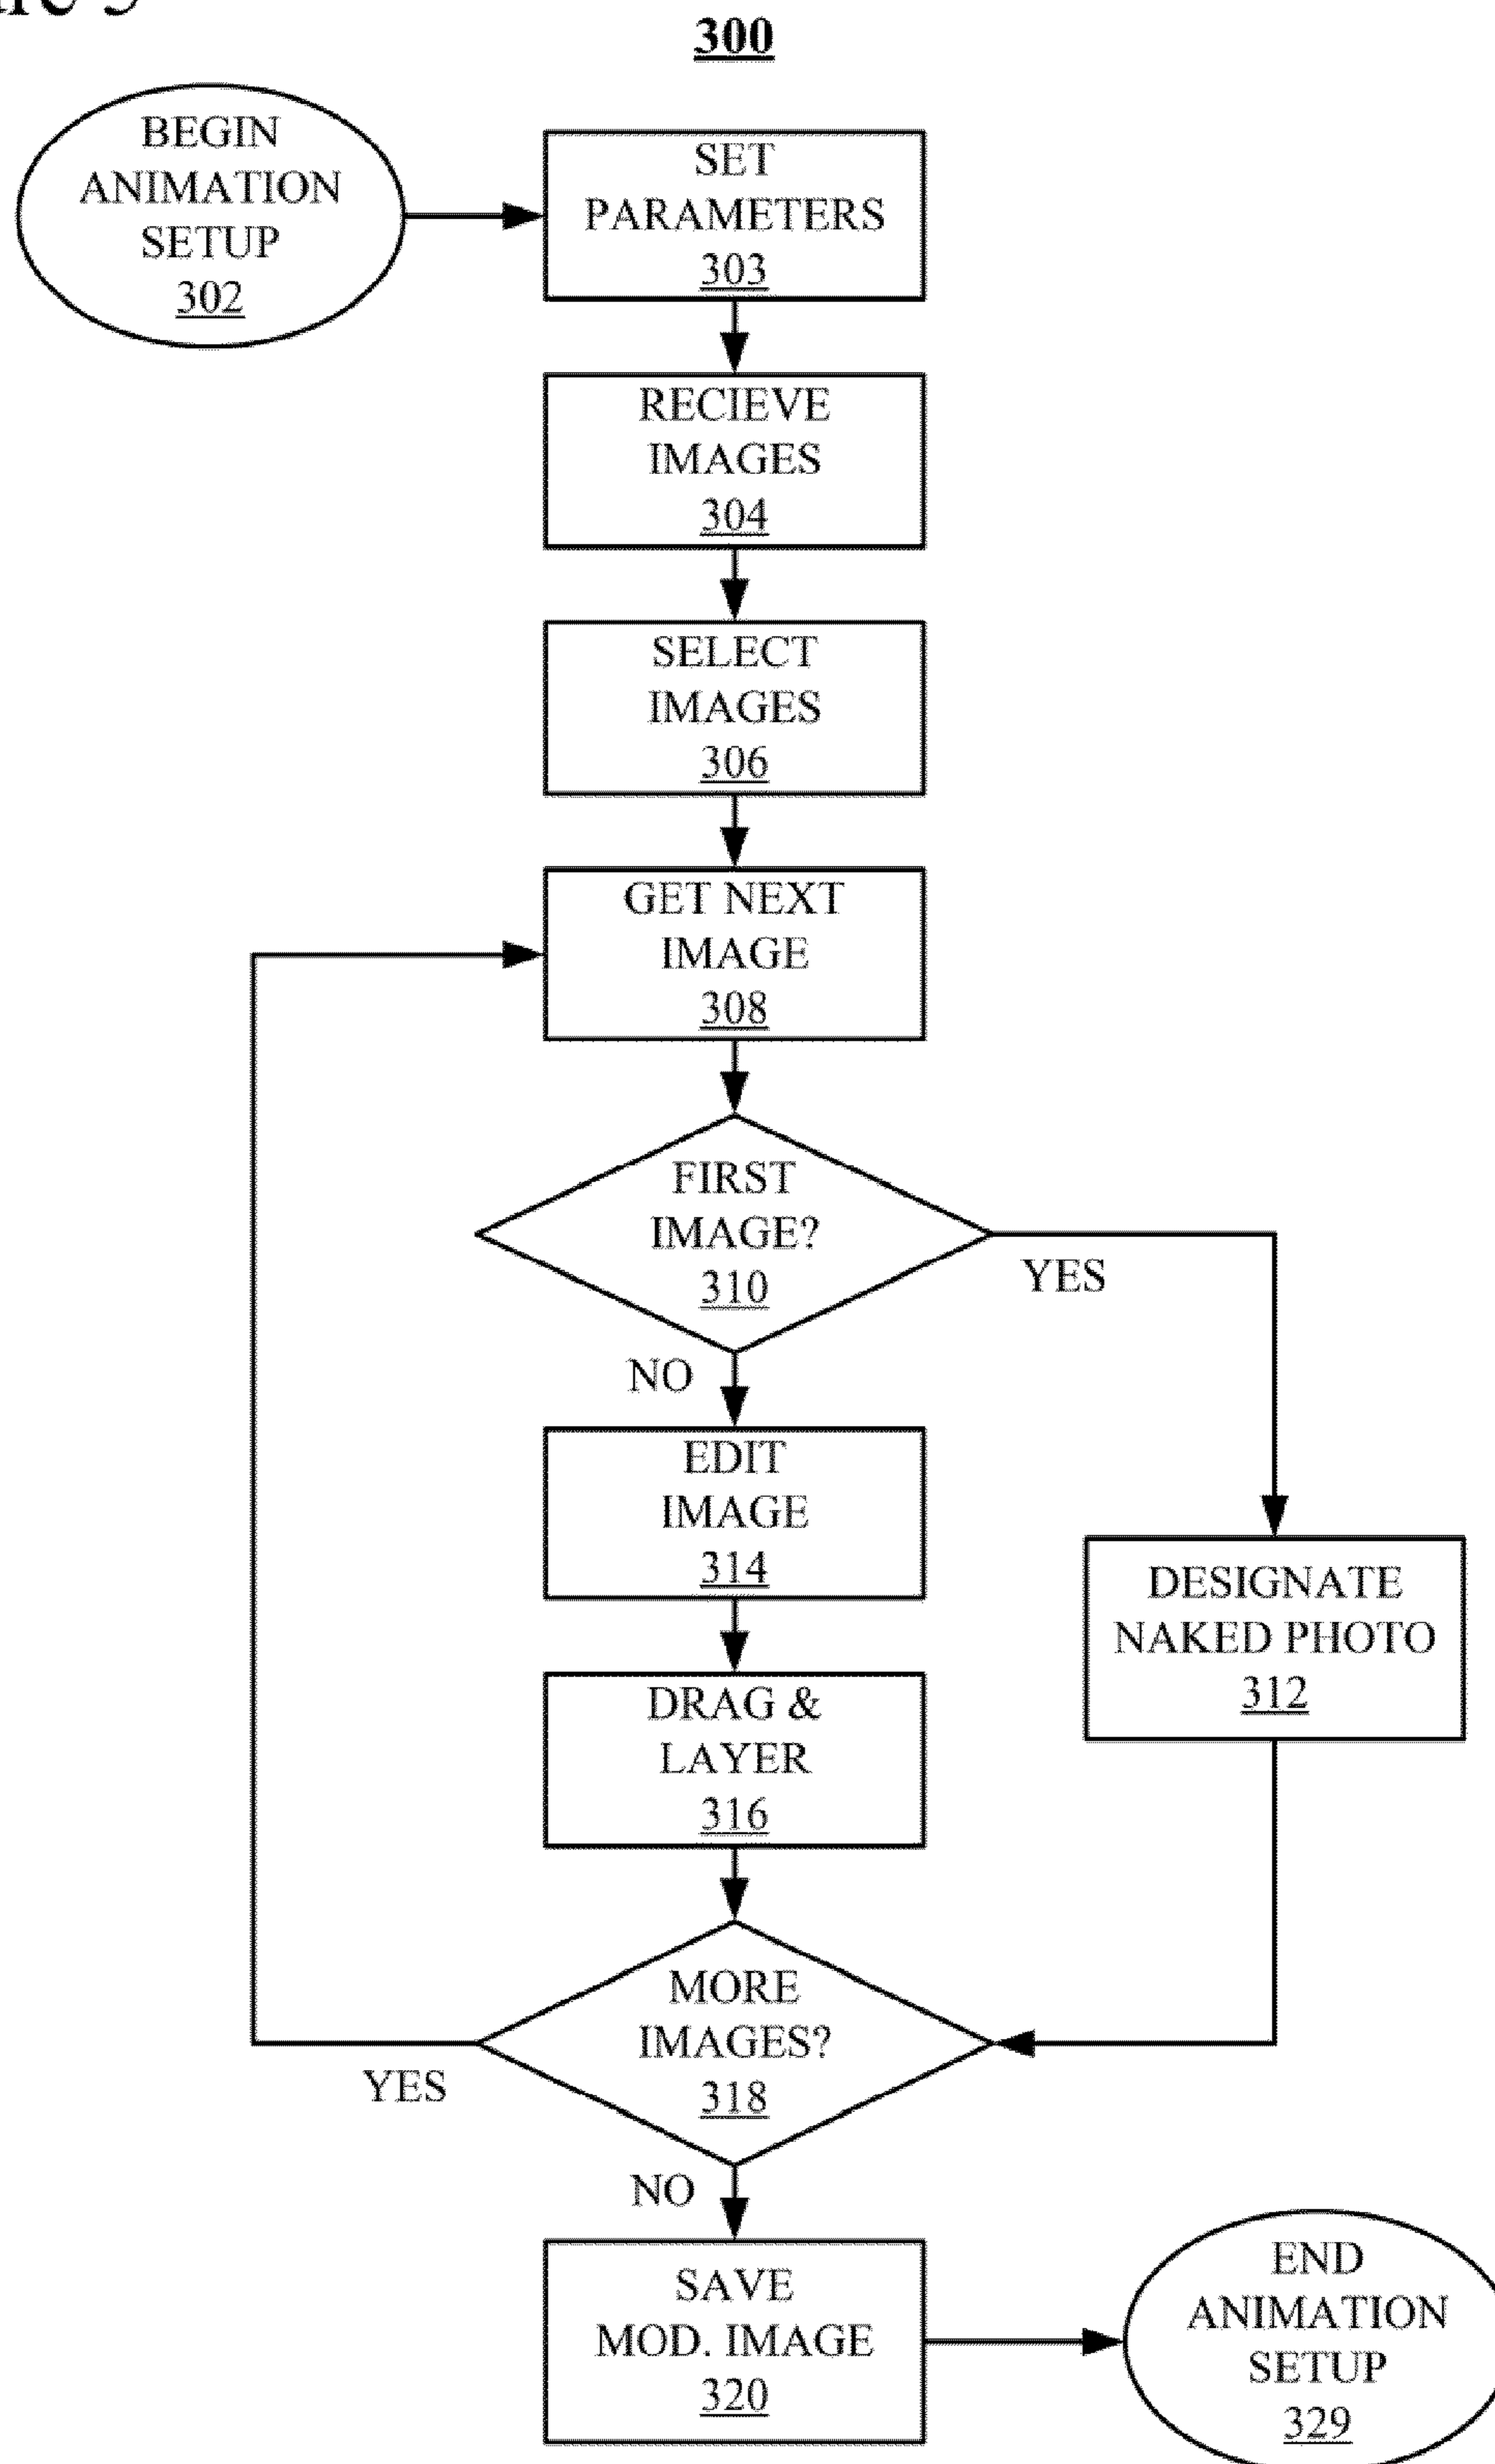 300
BEGIN
ANIMATION
SETUP
302
SET
PARAMETERS
303
RECIEVE
IMAGES
304
SELECT
IMAGES
306
GET NEXT
IMAGE
308
FIRST
IMAGE?
310
YES
NO
EDIT
IMAGE
314
DESIGNATE
NAKED PHOTO
312
DRAG &
LAYER
316
MORE
IMAGES?
318
YES
NO
SAVE
MOD. IMAGE
320
END
ANIMATION
SETUP
329